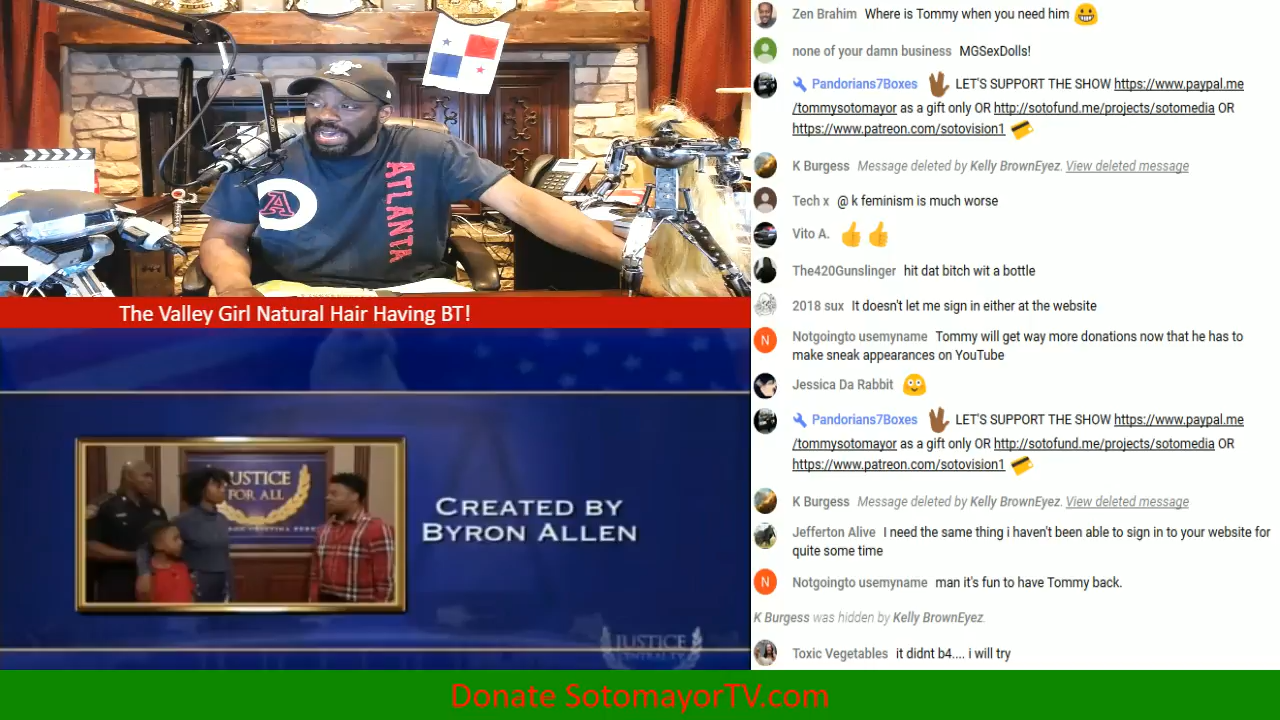 ATLANTA
A
The Valley Girl Natural Hair Having BT!
JUSTICE
FOR ALL
CREATED BY
BYRON ALLEN
JUSTICE
CENTRAL.TV
Zen Brahim Where is Tommy when you need him 😬
none of your damn business MGSexDolls!
Pandorians7Boxes 🖖🏾 LET'S SUPPORT THE SHOW https://www.paypal.me
/tommysotomayor as a gift only OR http://sotofund.me/projects/sotomedia OR
https://www.patreon.com/sotovision1 💳
K Burgess Message deleted by Kelly BrownEyez. View deleted message
Tech x @ k feminism is much worse
Vito A. 👍 👍
The420Gunslinger hit dat bitch wit a bottle
2018 sux It doesn't let me sign in either at the website
N
Notgoingto usemyname Tommy will get way more donations now that he has to
make sneak appearances on YouTube
Jessica Da Rabbit 😳
Pandorians7Boxes 🖖🏾 LET'S SUPPORT THE SHOW https://www.paypal.me
/tommysotomayor as a gift only OR http://sotofund.me/projects/sotomedia OR
https://www.patreon.com/sotovision1 💳
K Burgess Message deleted by Kelly BrownEyez. View deleted message
Jefferton Alive I need the same thing i haven't been able to sign in to your website for
quite some time
N
Notgoingto usemyname man it's fun to have Tommy back.
K Burgess was hidden by Kelly BrownEyez.
Toxic Vegetables it didnt b4.... i will try
Donate SotomayorTV.com